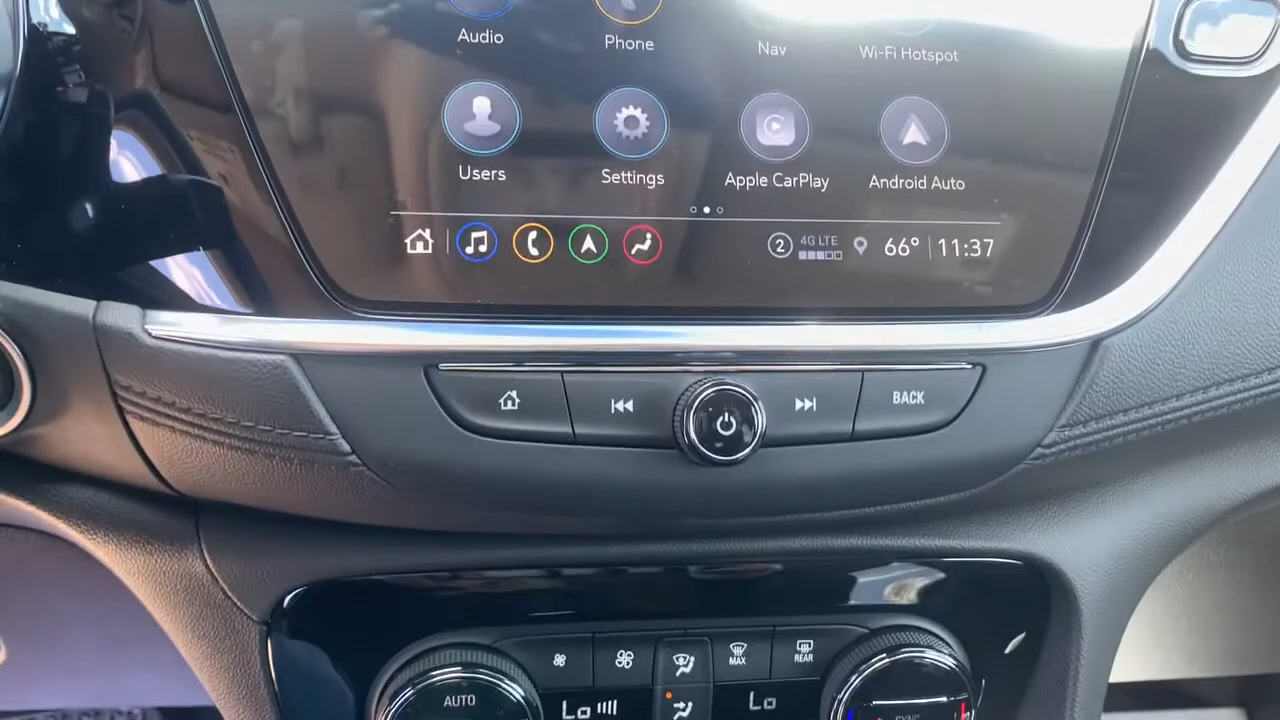 Audio
Phone
Nav
Wi-Fi Hotspot
Users
Settings
Apple CarPlay
Android Auto
2
4G LTE
66°
11:37
BACK
MAX
REAR
AUTO
Lo
Lo
SYNC